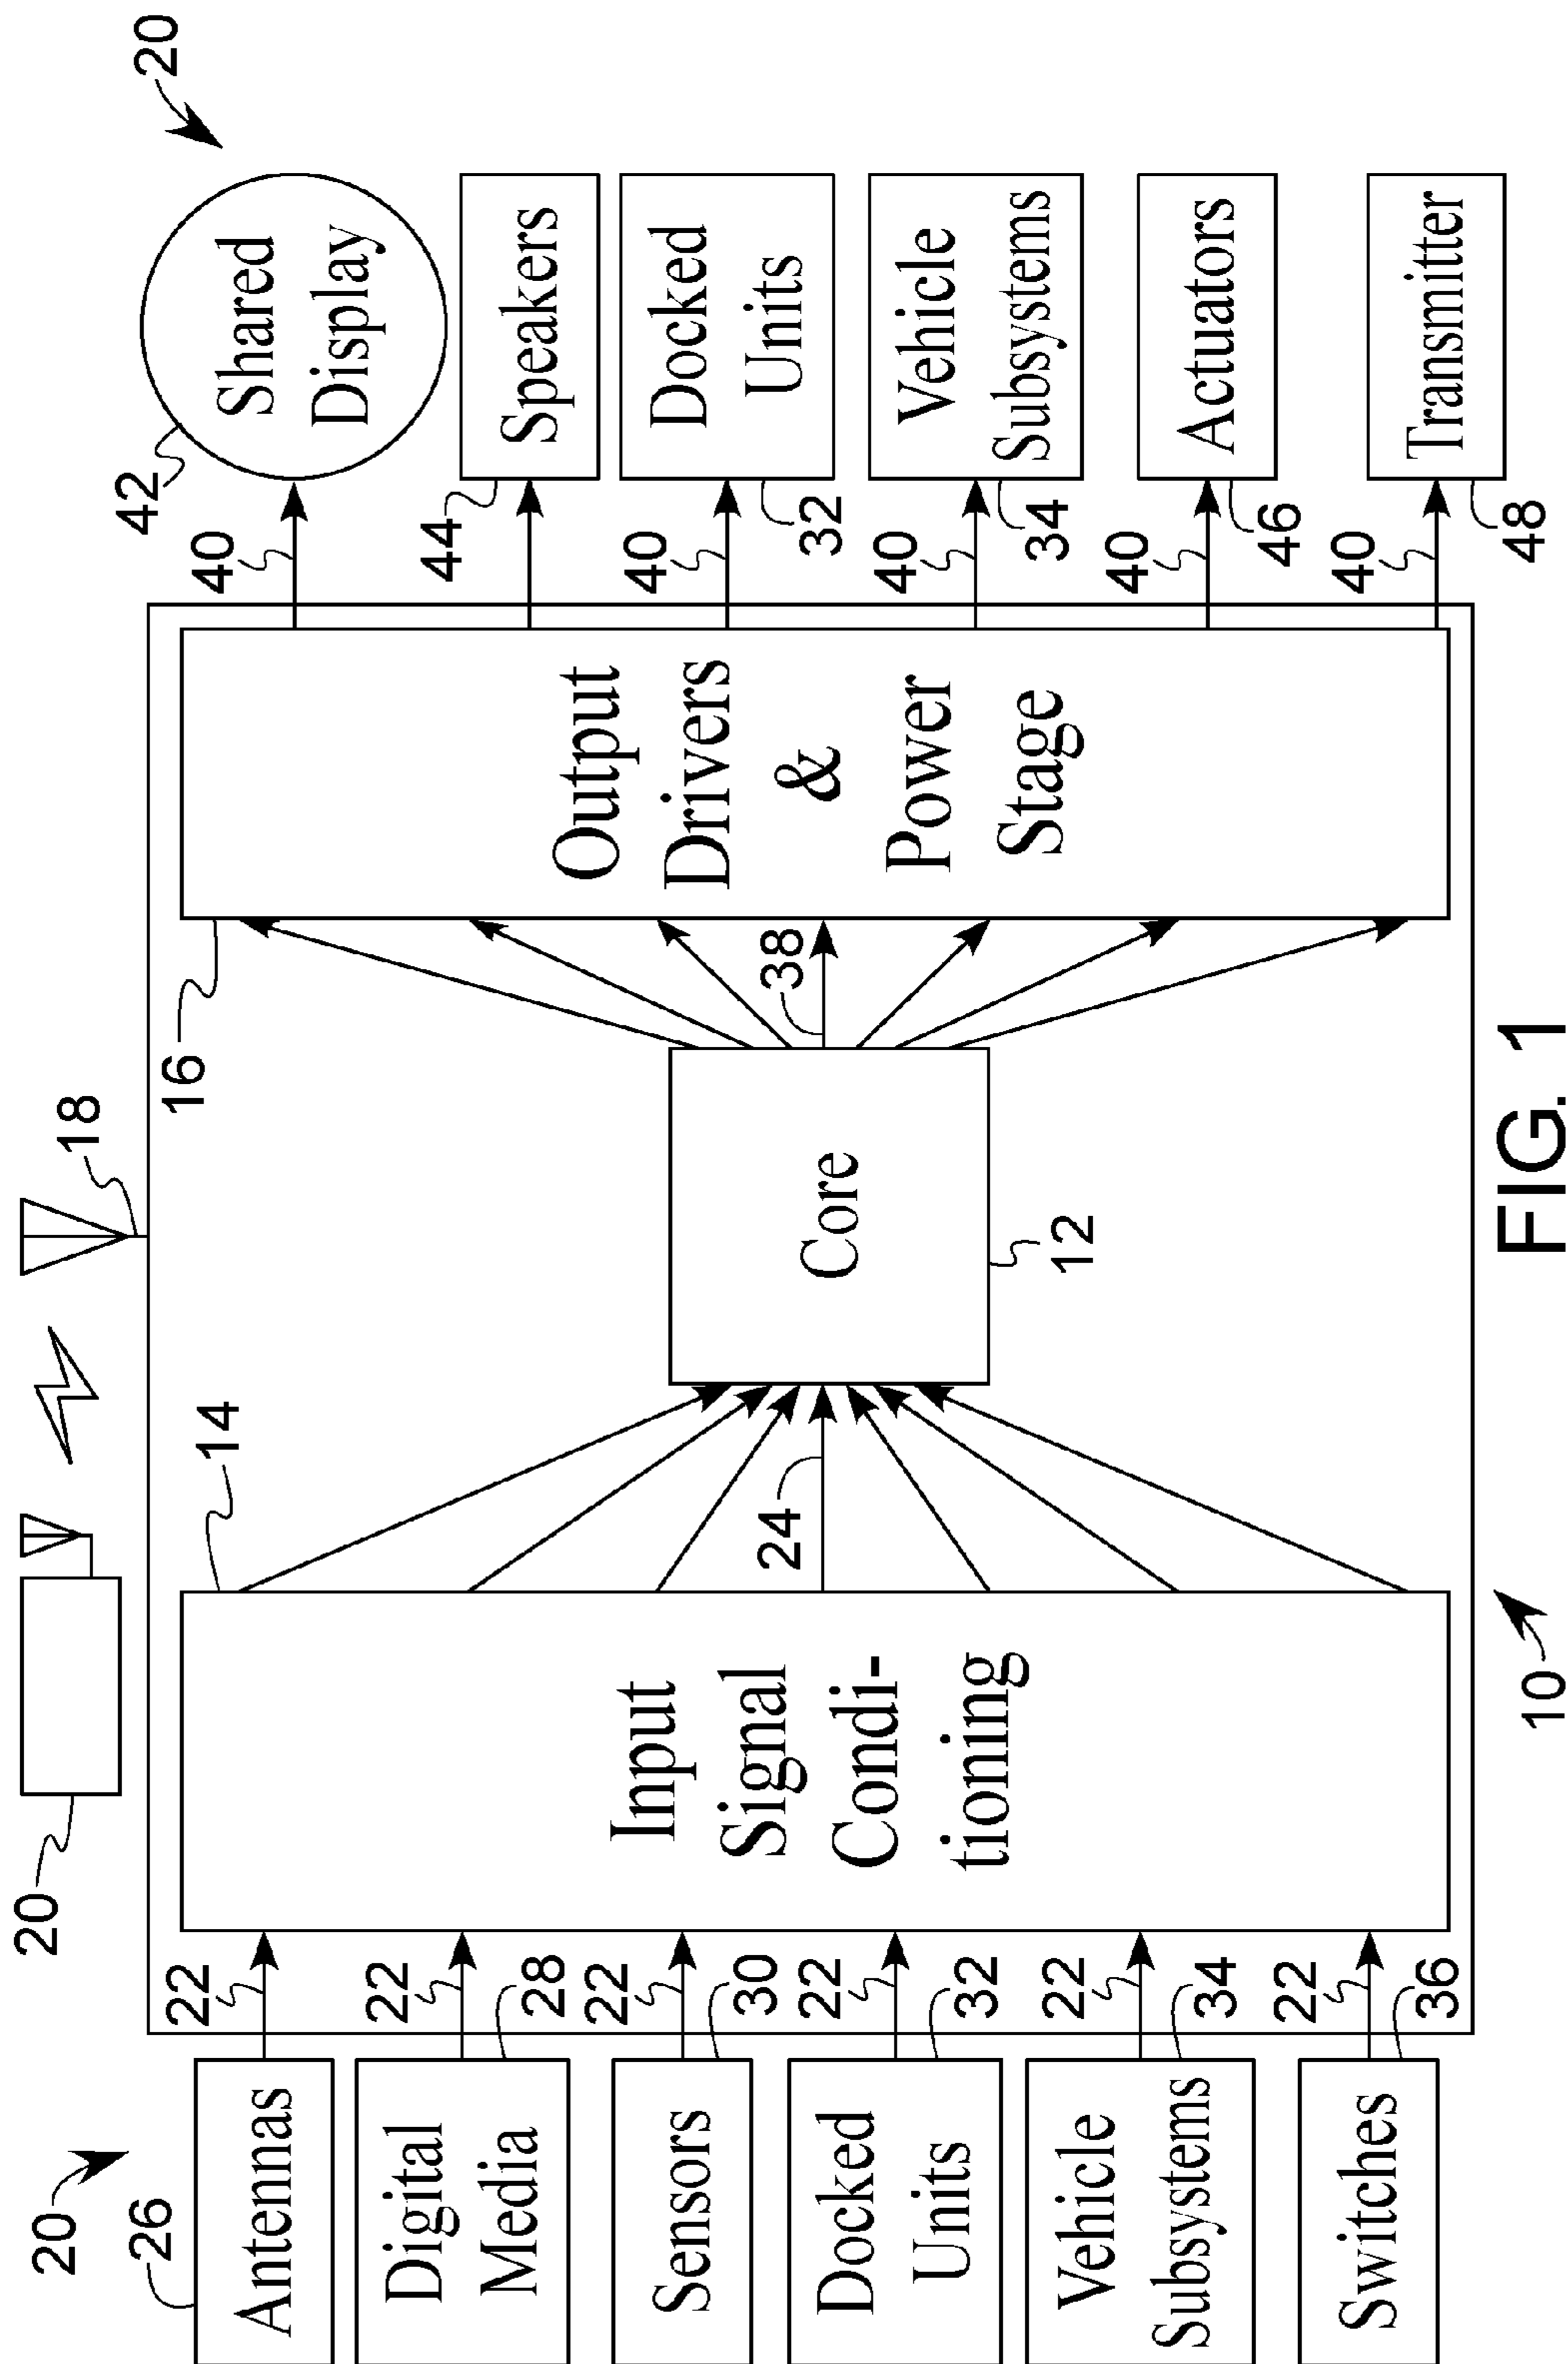 20
18
20
20
26
Antennas
22
Digital
Media
22
28
Sensors
22
30
Docked
Units
22
32
Vehicle
Subsystems
22
34
Switches
22
36
14
Input
Signal
Condi-
tioning
24
Core
12
38
16
Output
Drivers
&
Power
Stage
40
42
Shared
Display
44
Speakers
40
Docked
Units
32
40
Vehicle
Subsystems
34
40
Actuators
46
40
Transmitter
48
10
FIG. 1